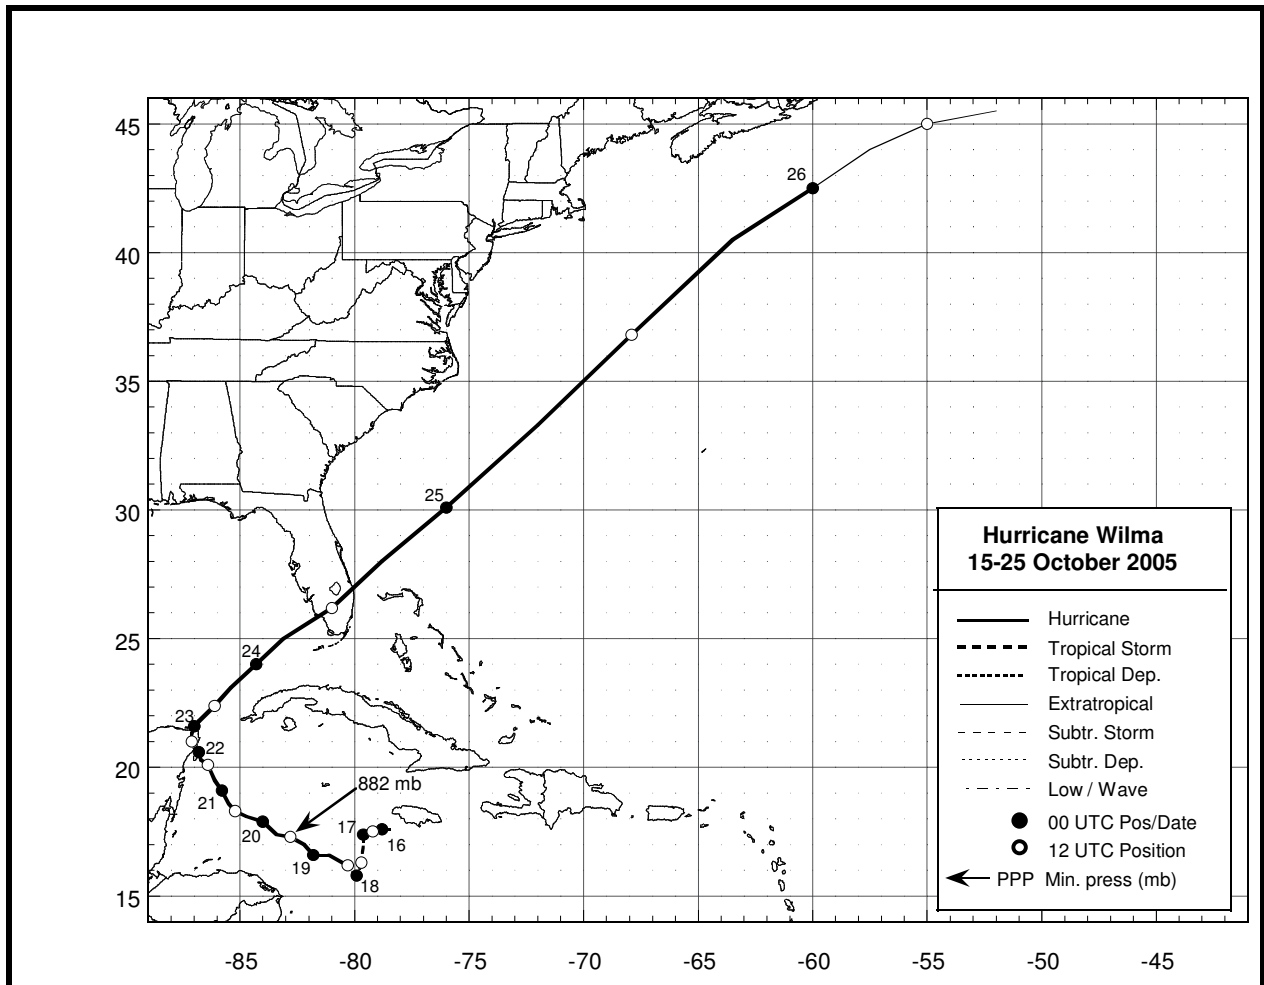 45
26
40
35
25
30
Hurricane Wilma
15-25 October 2005
Hurricane
25
24
Tropical Storm
Tropical Dep.
Extratropical
23
Subtr. Storm
22
20
Subtr. Dep.
882 mb
Low / Wave
21
17
00 UTC Pos/Date
20
16
12 UTC Position
19
18
PPP Min. press (mb)
15
-85 -80 -75 -70 -65 -60 -55 -50 -45